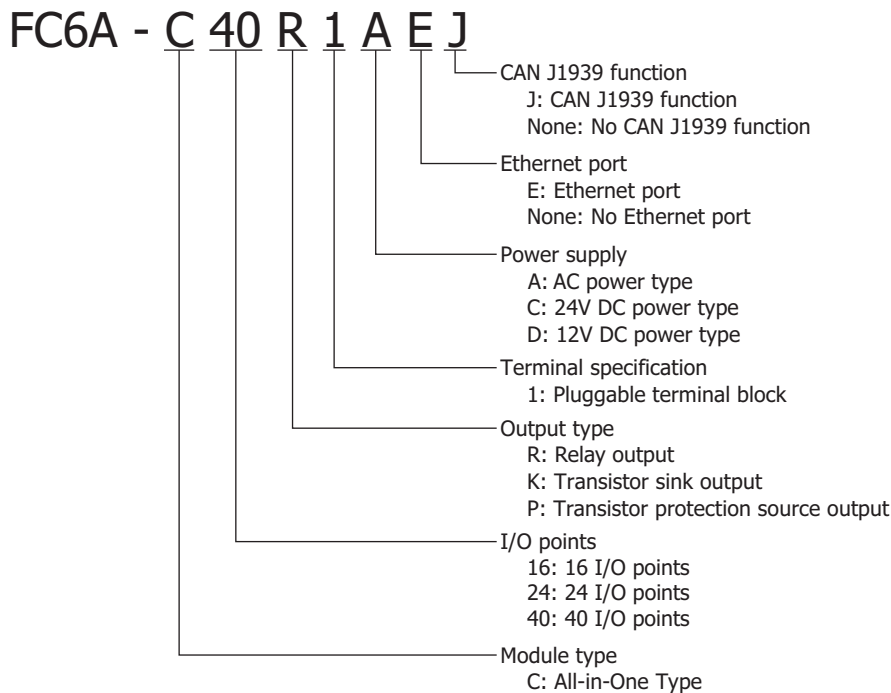 FC6A - C 40 R 1 A E J
CAN J1939 function
J: CAN J1939 function
None: No CAN J1939 function
Ethernet port
E: Ethernet port
None: No Ethernet port
Power supply
A: AC power type
C: 24V DC power type
D: 12V DC power type
Terminal specification
1: Pluggable terminal block
Output type
R: Relay output
K: Transistor sink output
P: Transistor protection source output
I/O points
16: 16 I/O points
24: 24 I/O points
40: 40 I/O points
Module type
C: All-in-One Type